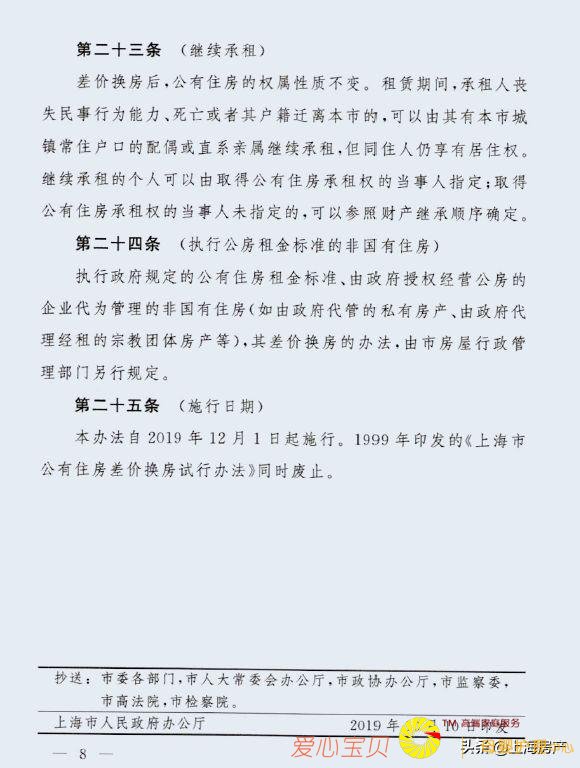 第二十三条 （继续承租）
差价换房后,公有住房的权属性质不变。租赁期间,承租人丧
失民事行为能力、死亡或者其户籍迁离本市的,可以由其有本市城
镇常住户口的配偶或直系亲属继续承租,但同住人仍享有居住权。
继续承租的个人可以由取得公有住房承租权的当事人指定;取得
公有住房承租权的当事人未指定的,可以参照财产继承顺序确定。
第二十四条 （执行公房租金标准的非国有住房）
执行政府规定的公有住房租金标准、由政府授权经营公房的
企业代为管理的非国有住房(如由政府代管的私有房产、由政府代
理经租的宗教团体房产等),其差价换房的办法,由市房屋行政管
理部门另行规定。
第二十五条 （施行日期）
本办法自 2019 年 12 月 1 日起施行。1999 年印发的《上海市
公有住房差价换房试行办法》同时废止。
抄送：市委各部门,市人大常委会办公厅,市政协办公厅,市监察委,
市高法院,市检察院。
上海市人民政府办公厅 2019 年 10 日印发
TM
家庭服务
爱心宝贝
头条@上海房产
— 8 —